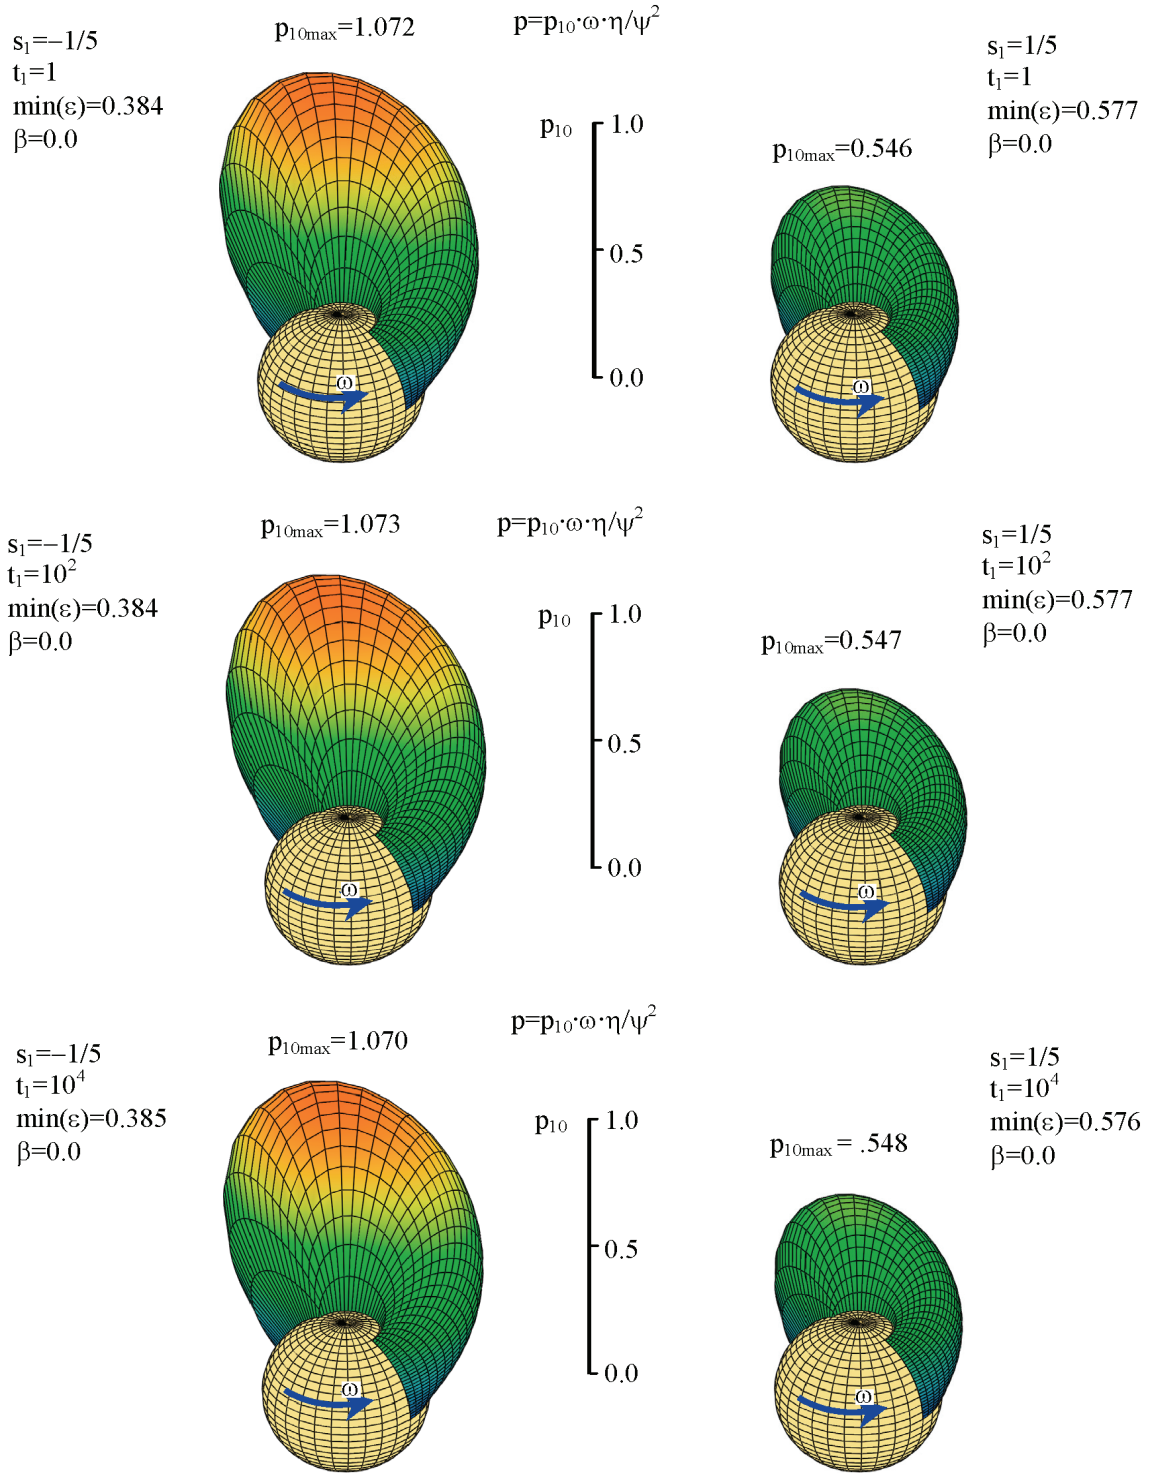 s₁=−1/5
t₁=1
min(ε)=0.384
β=0.0
p₁₀max=1.072
p=p₁₀·ω·η/ψ²
s₁=1/5
t₁=1
min(ε)=0.577
β=0.0
p₁₀max=0.546
p₁₀
1.0
0.5
0.0
ω
ω
s₁=−1/5
t₁=10²
min(ε)=0.384
β=0.0
p₁₀max=1.073
p=p₁₀·ω·η/ψ²
s₁=1/5
t₁=10²
min(ε)=0.577
β=0.0
p₁₀max=0.547
p₁₀
1.0
0.5
0.0
ω
ω
s₁=−1/5
t₁=10⁴
min(ε)=0.385
β=0.0
p₁₀max=1.070
p=p₁₀·ω·η/ψ²
s₁=1/5
t₁=10⁴
min(ε)=0.576
β=0.0
p₁₀max = .548
p₁₀
1.0
0.5
0.0
ω
ω